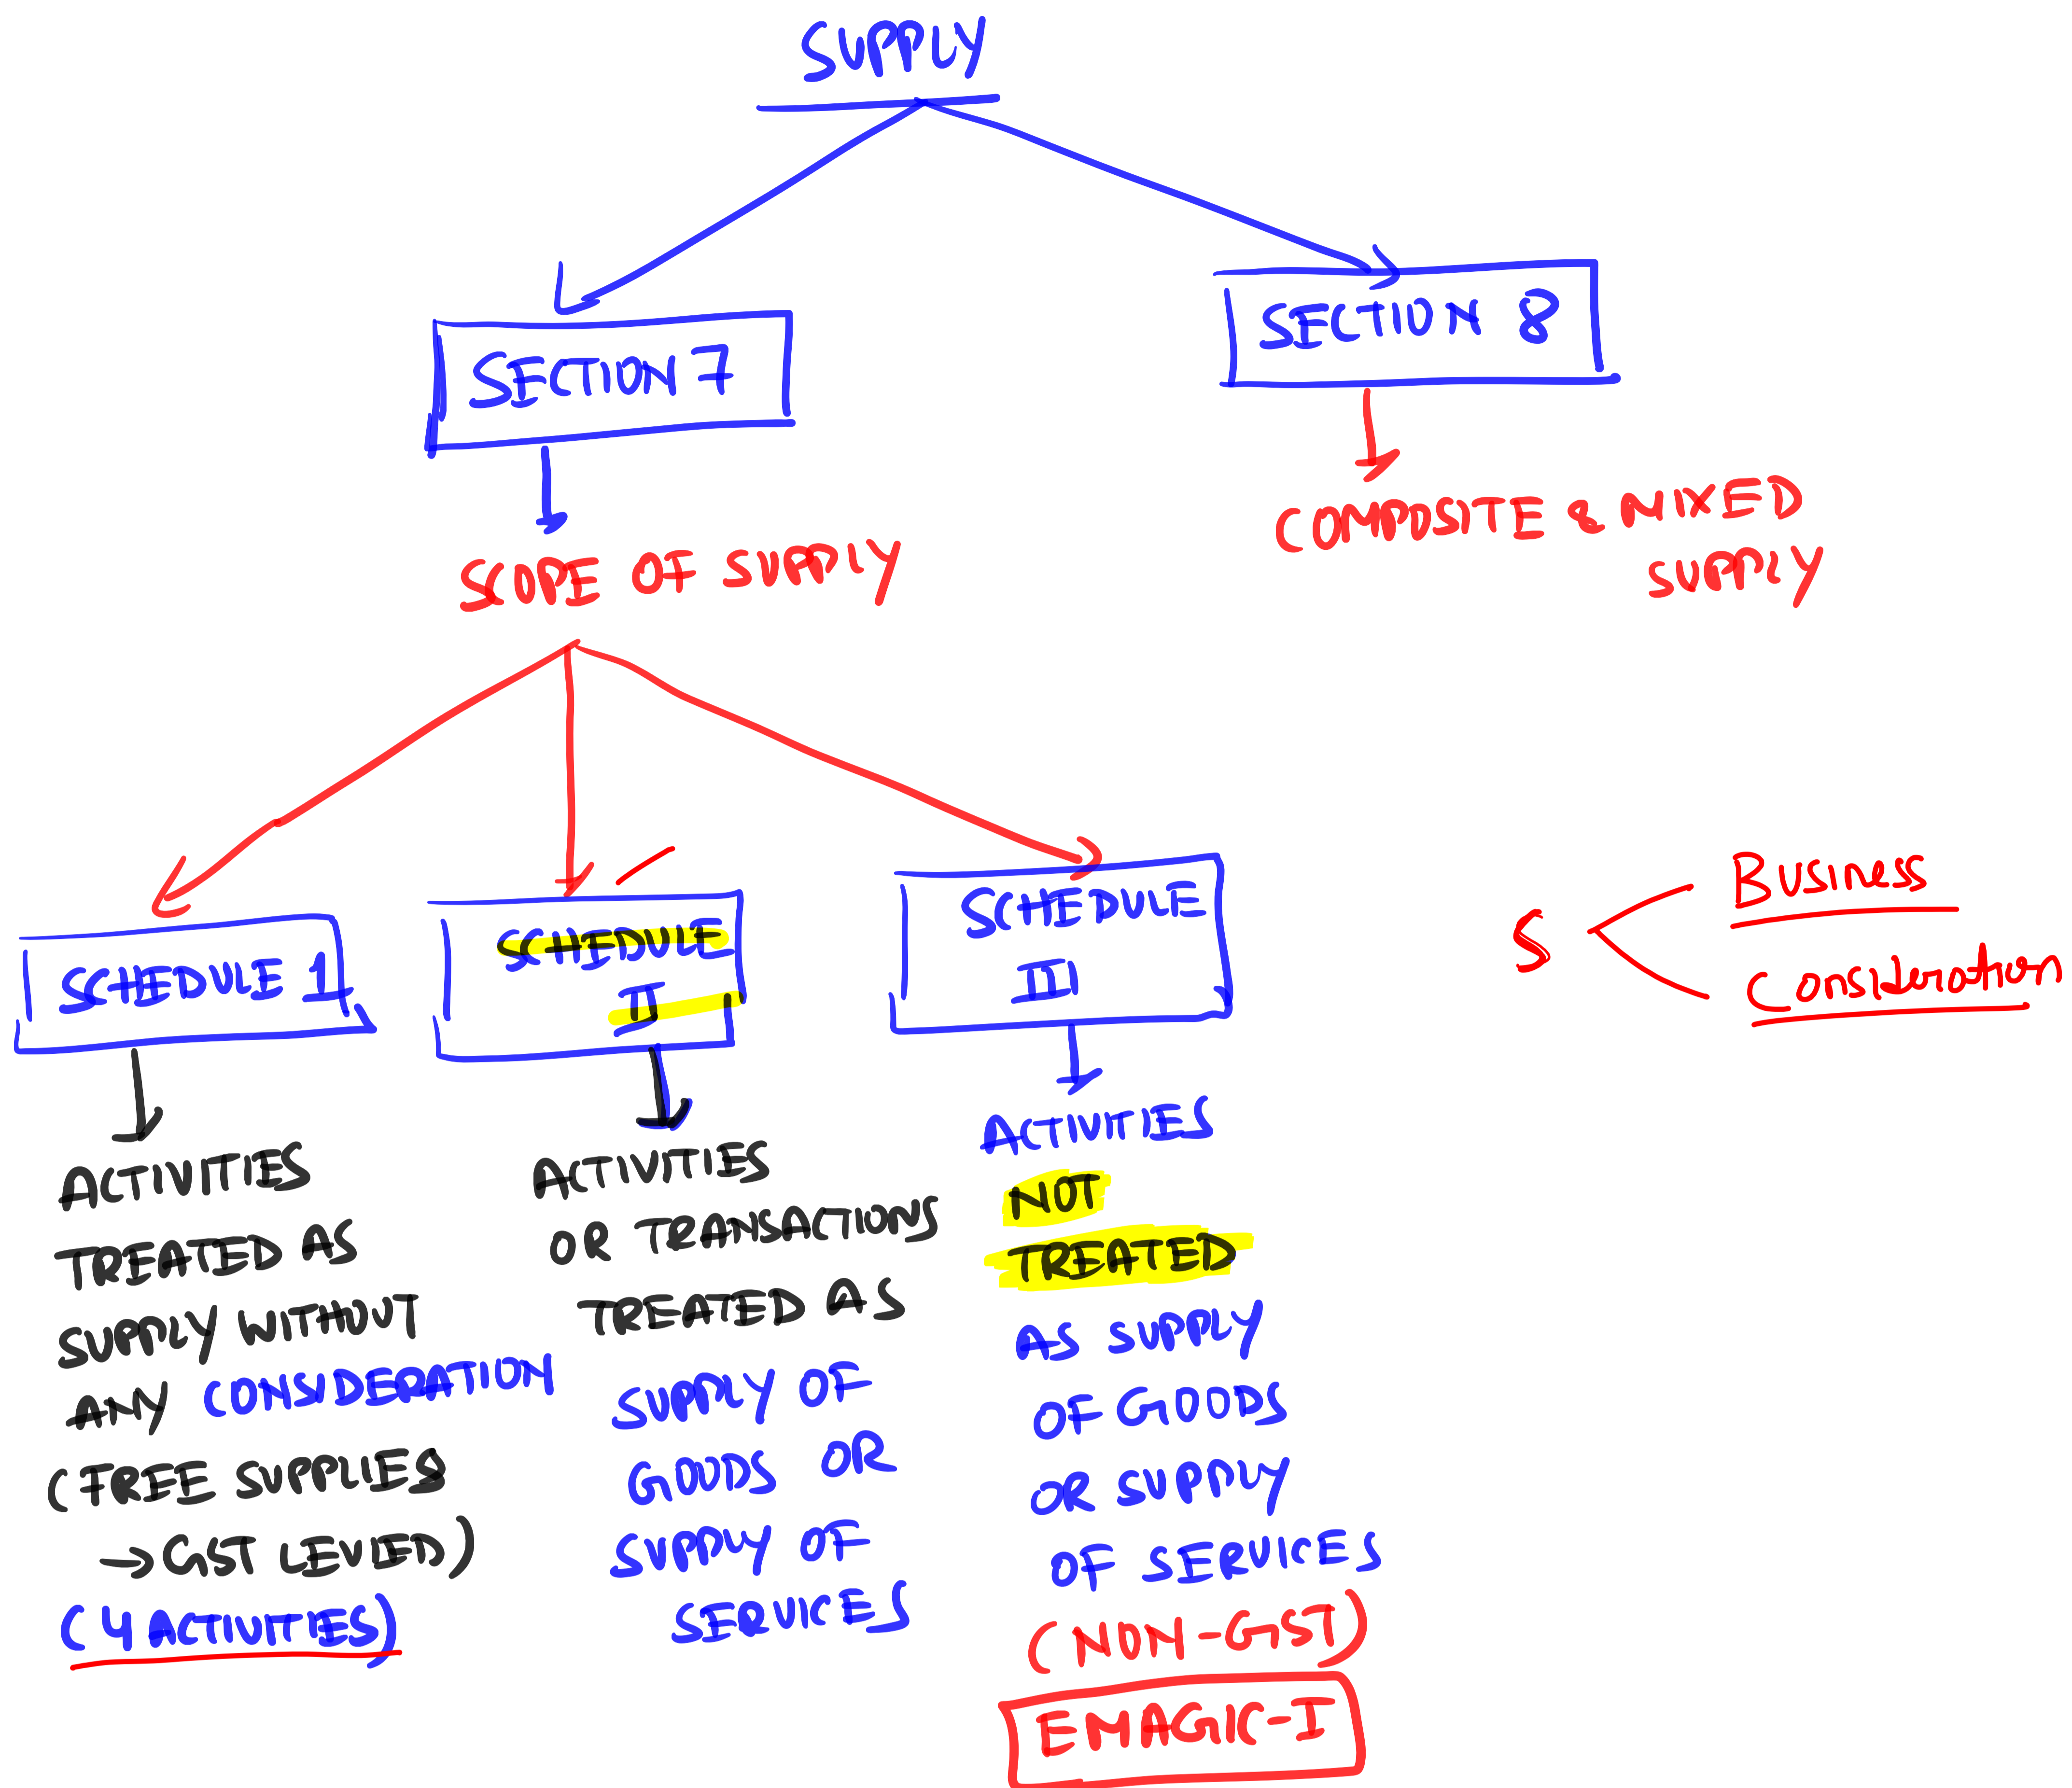 SUPPLY
SECTION 7
SECTION 8
SCOPE OF SUPPLY
COMPOSITE & MIXED
SUPPLY
SCHEDULE 1
ACTIVITIES
TREATED AS
SUPPLY WITHOUT
ANY CONSIDERATION
(FREE SUPPLIES
→ GST LEVIED)
(4 ACTIVITIES)
SCHEDULE
II
ACTIVITIES
OR TRANSACTIONS
TREATED AS
SUPPLY OF
GOODS OR
SUPPLY OF
SERVICES
SCHEDULE
III
ACTIVITIES
NOT
TREATED
AS SUPPLY
OF GOODS
OR SUPPLY
OF SERVICES
(NON-GST)
EMAGIC-I
S
Business
Consideration